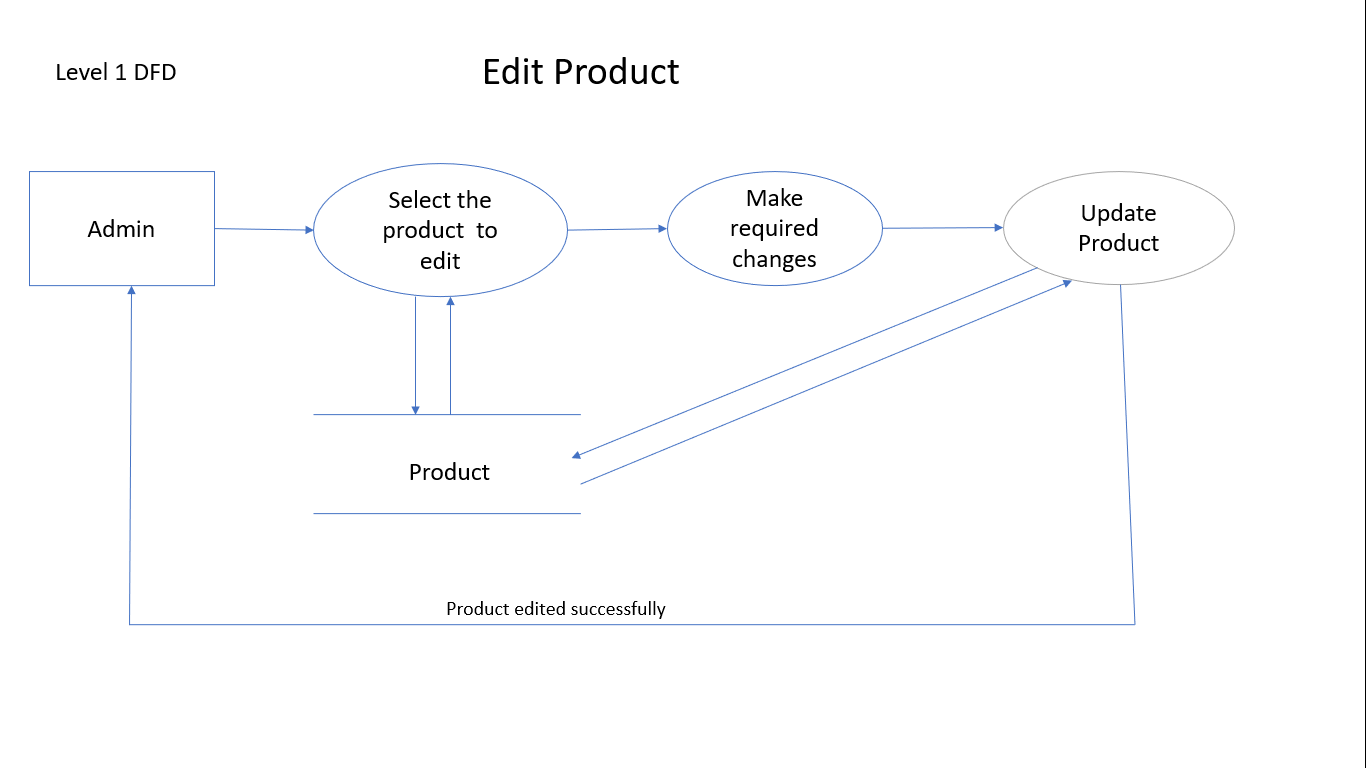 Level 1 DFD
Edit Product
Admin
Select the
product  to
edit
Make
required
changes
Update
Product
Product
Product edited successfully